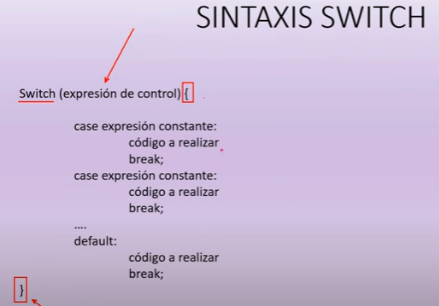 SINTAXIS SWITCH
Switch (expresión de control) {
case expresión constante:
código a realizar
break;
case expresión constante:
código a realizar
break;
....
default:
código a realizar
break;
}